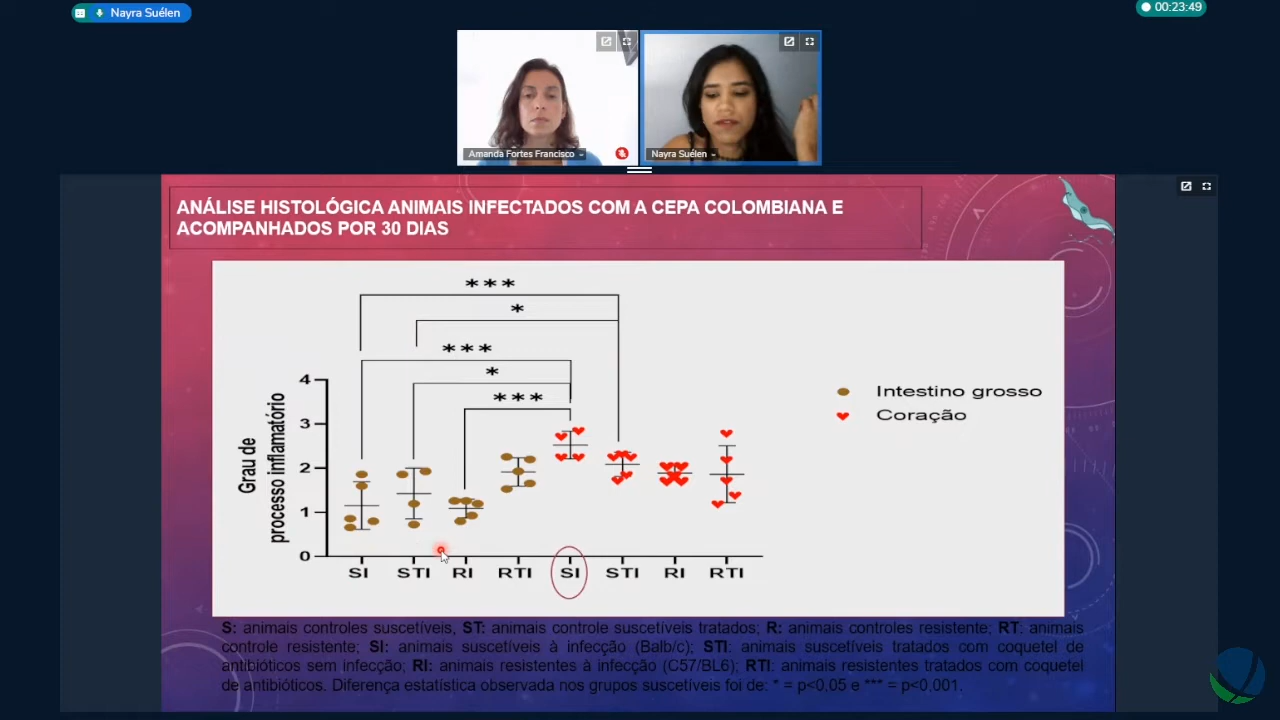 Nayra Suélen
00:23:49
Amanda Fortes Francisco
Nayra Suélen
ANÁLISE HISTOLÓGICA ANIMAIS INFECTADOS COM A CEPA COLOMBIANA E
ACOMPANHADOS POR 30 DIAS
***
*
***
*
***
Grau de
processo inflamatório
4
3
2
1
0
SI STI RI RTI SI STI RI RTI
Intestino grosso
Coração
S: animais controles suscetíveis, ST: animais controle suscetíveis tratados; R: animais controles resistente; RT: animais
controle resistente; SI: animais suscetíveis à infecção (Balb/c); STI: animais suscetíveis tratados com coquetel de
antibióticos sem infecção; RI: animais resistentes à infecção (C57/BL6); RTI: animais resistentes tratados com coquetel
de antibióticos. Diferença estatística observada nos grupos suscetíveis foi de: * = p<0,05 e *** = p<0,001.